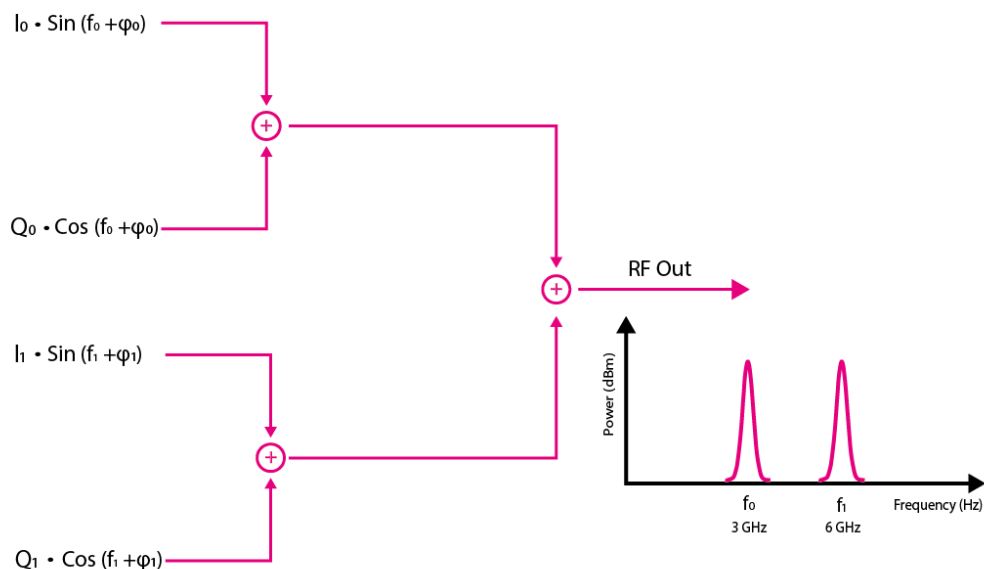 I₀ • Sin (f₀ +φ₀)
+
Q₀ • Cos (f₀ +φ₀)
RF Out
+
I₁ • Sin (f₁ +φ₁)
+
Q₁ • Cos (f₁ +φ₁)
Power (dBm)
f₀
f₁
Frequency (Hz)
3 GHz
6 GHz